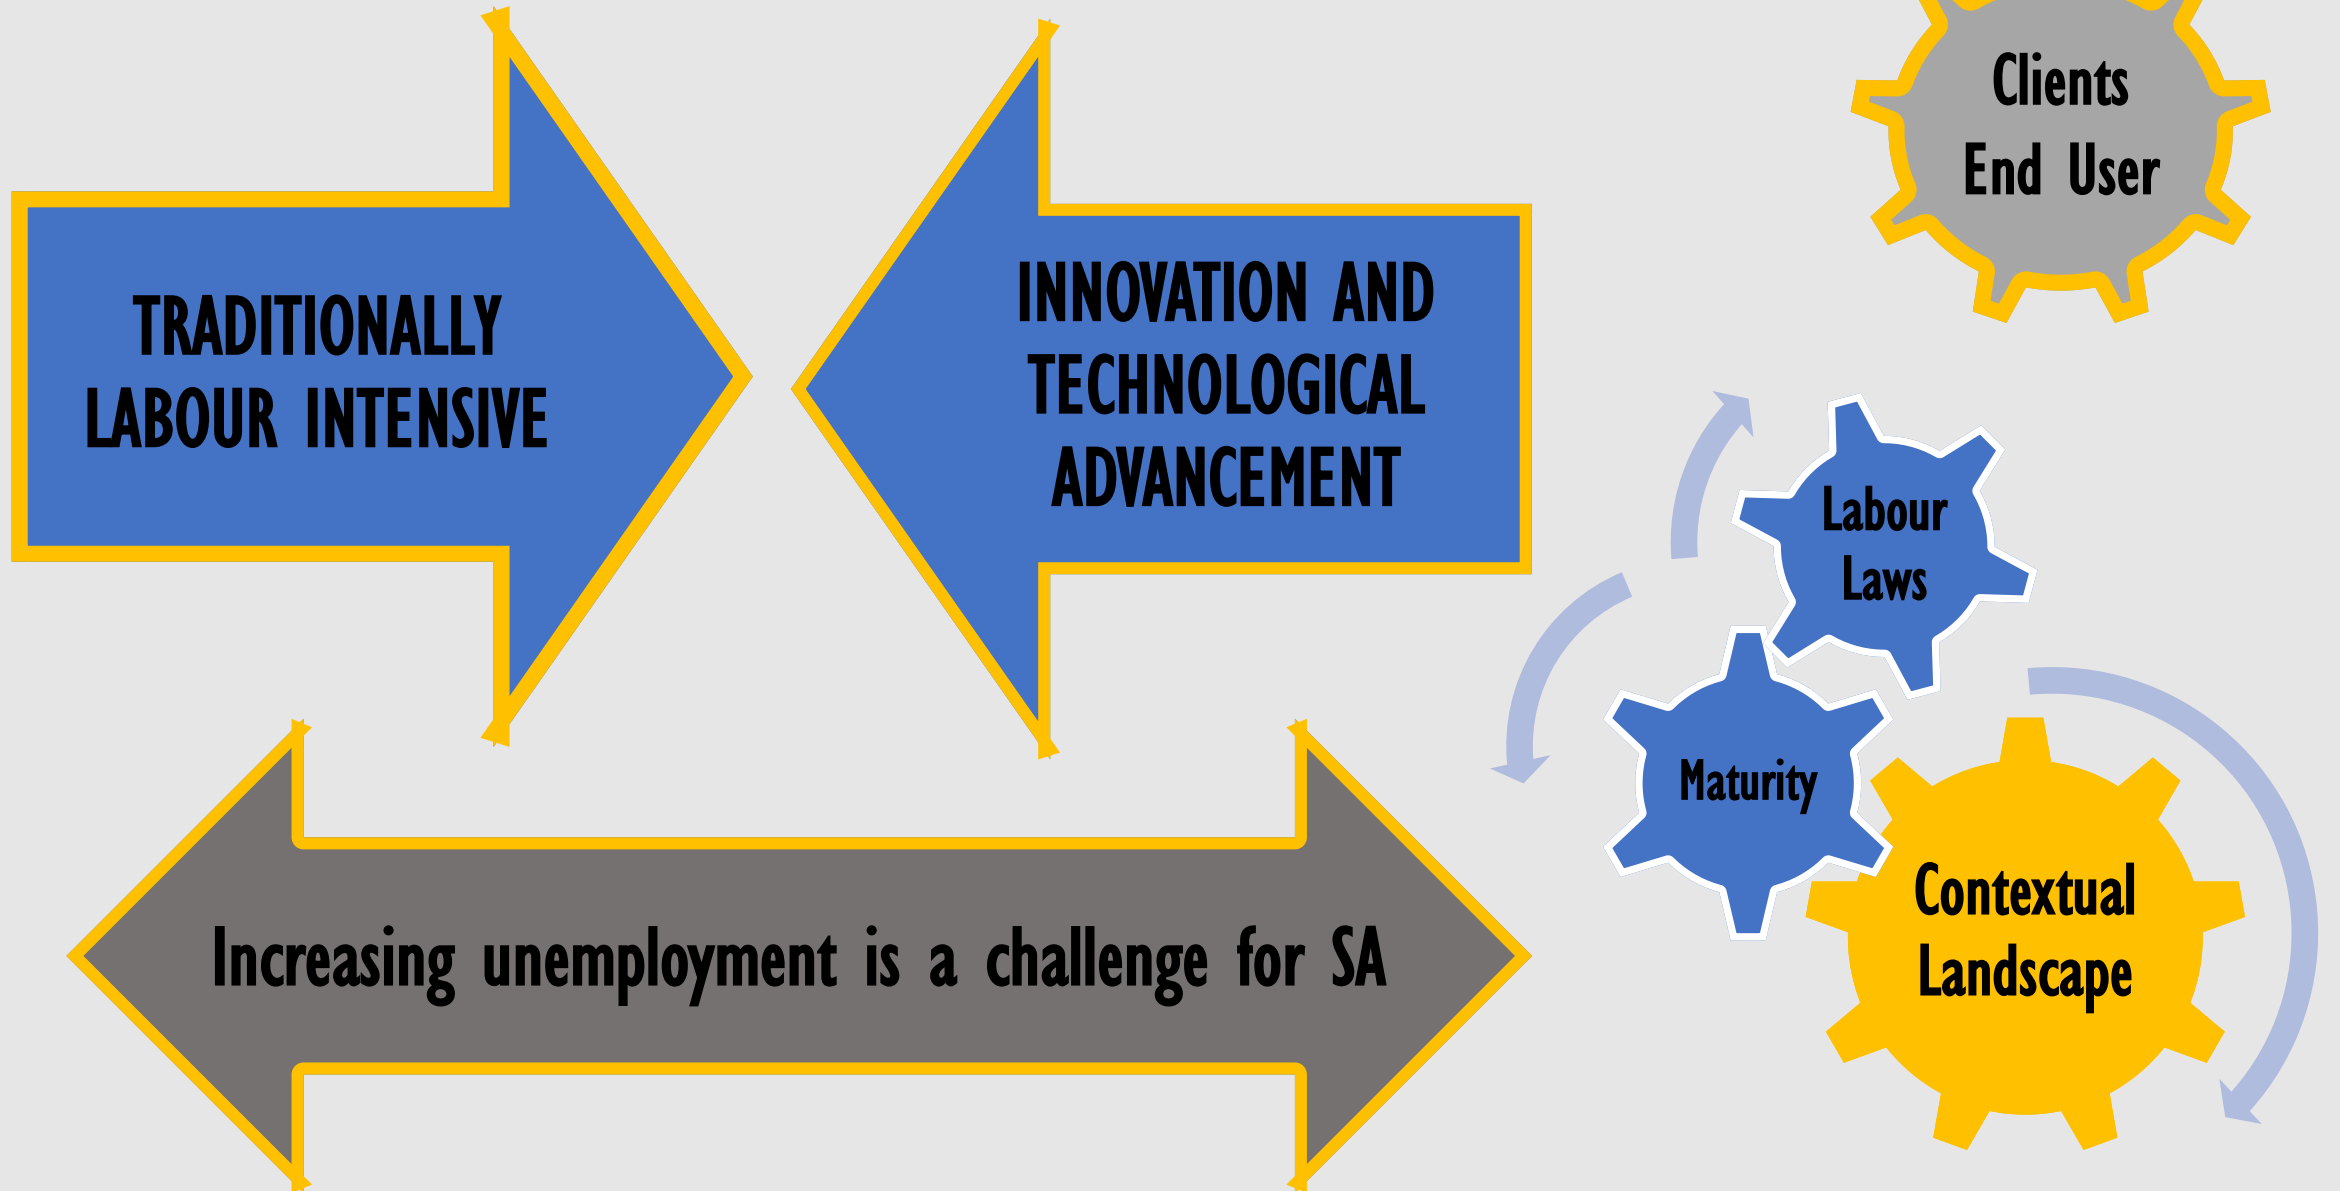 TRADITIONALLY
LABOUR INTENSIVE
INNOVATION AND
TECHNOLOGICAL
ADVANCEMENT
Increasing unemployment is a challenge for SA
Clients
End User
Labour
Laws
Maturity
Contextual
Landscape